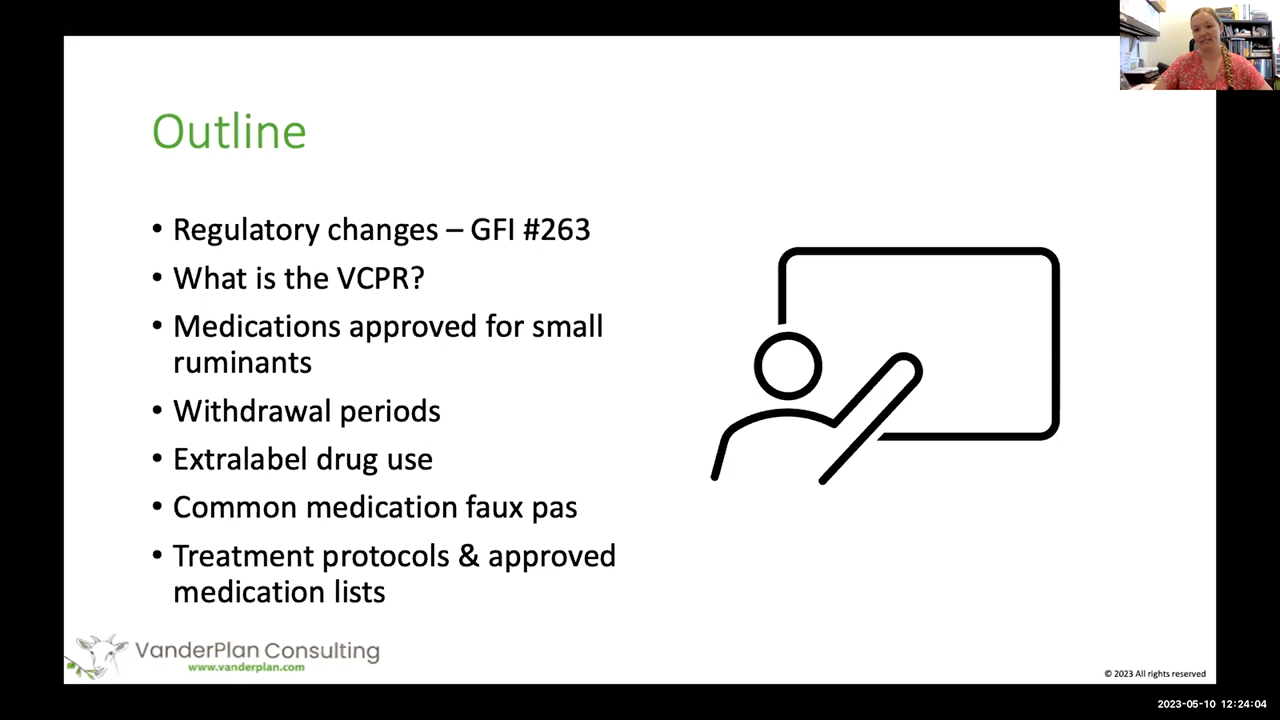 Outline
• Regulatory changes – GFI #263
• What is the VCPR?
• Medications approved for small
ruminants
• Withdrawal periods
• Extralabel drug use
• Common medication faux pas
• Treatment protocols & approved
medication lists
VanderPlan Consulting
www.vanderplan.com
© 2023 All rights reserved
2023-05-10 12:24:04